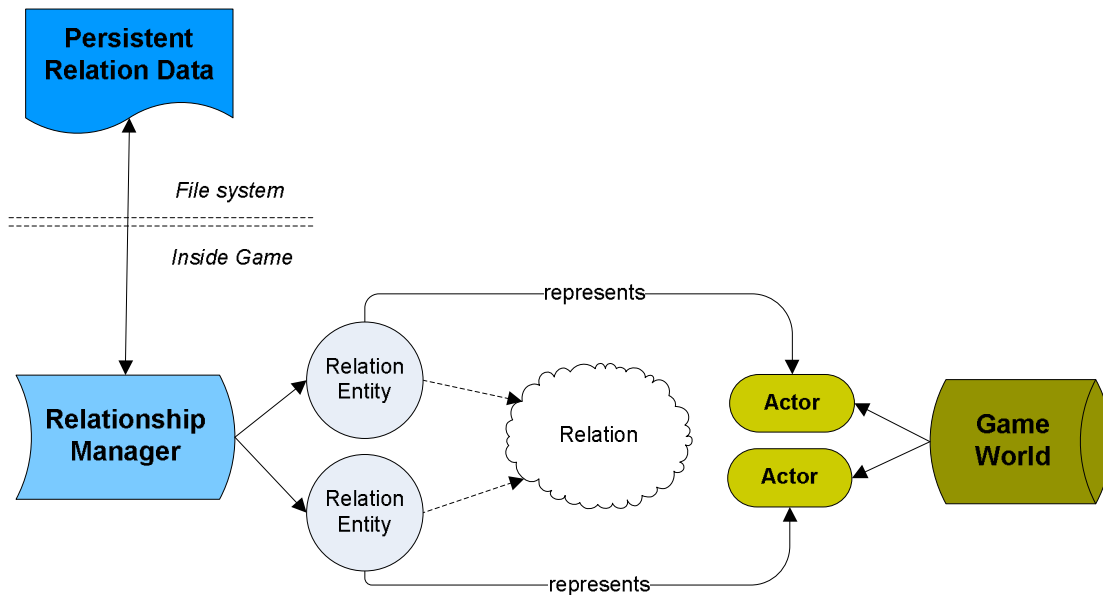 Persistent
Relation Data
File system
Inside Game
represents
Relation
Entity
Relationship
Manager
Relation
Actor
Game
World
Actor
Relation
Entity
represents